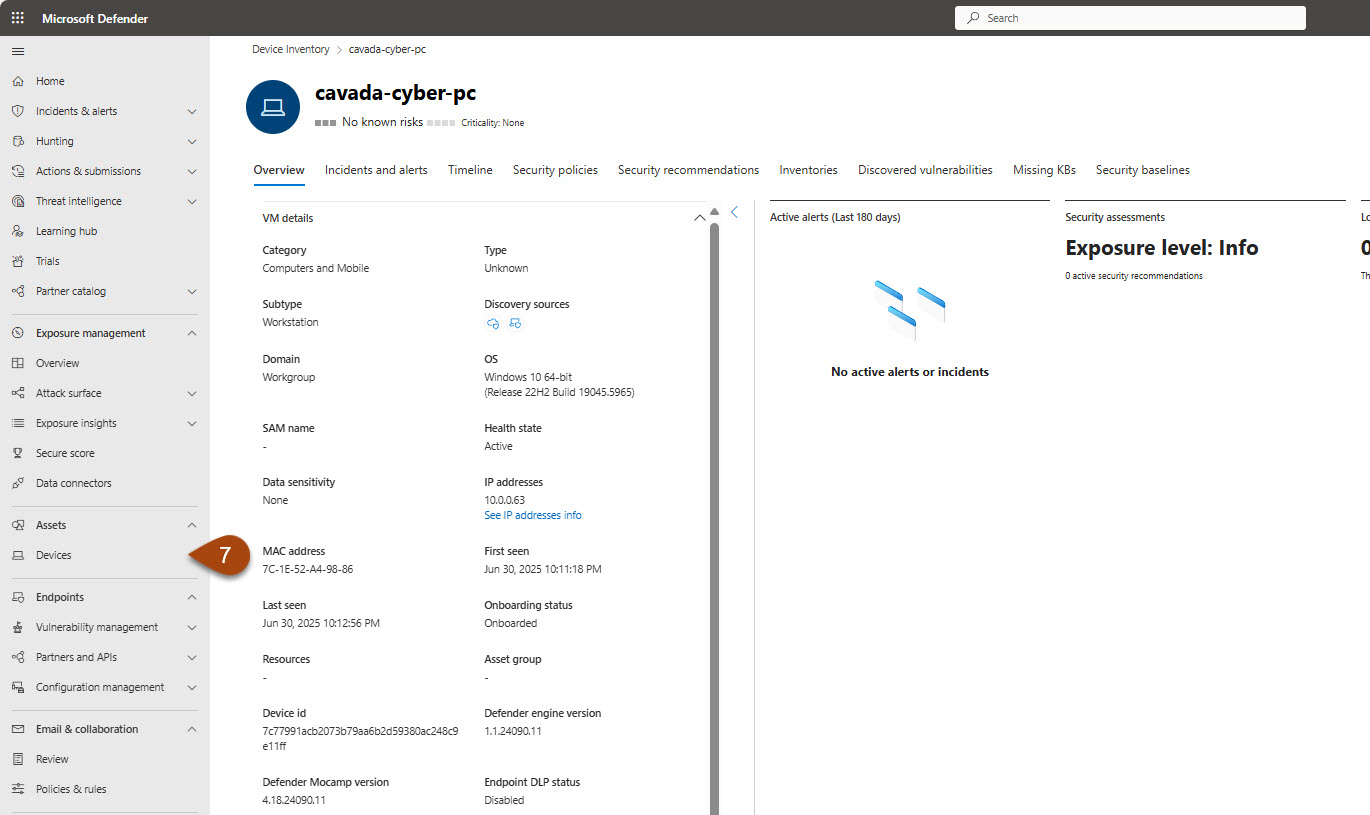 Microsoft Defender
Search
Home
Incidents & alerts
Hunting
Actions & submissions
Threat intelligence
Learning hub
Trials
Partner catalog
Exposure management
Overview
Attack surface
Exposure insights
Secure score
Data connectors
Assets
Devices
7
Endpoints
Vulnerability management
Partners and APIs
Configuration management
Email & collaboration
Review
Policies & rules
Device Inventory > cavada-cyber-pc
cavada-cyber-pc
No known risks Criticality: None
Overview Incidents and alerts Timeline Security policies Security recommendations Inventories Discovered vulnerabilities Missing KBs Security baselines
VM details
Category Type
Computers and Mobile Unknown
Subtype Discovery sources
Workstation
Domain OS
Workgroup Windows 10 64-bit
(Release 22H2 Build 19045.5965)
SAM name Health state
- Active
Data sensitivity IP addresses
None 10.0.0.63
See IP addresses info
MAC address First seen
7C-1E-52-A4-98-86 Jun 30, 2025 10:11:18 PM
Last seen Onboarding status
Jun 30, 2025 10:12:56 PM Onboarded
Resources Asset group
- -
Device id Defender engine version
7c77991acb2073b79aa6b2d59380ac248c9 1.1.24090.11
e11ff
Defender Mocamp version Endpoint DLP status
4.18.24090.11 Disabled
Active alerts (Last 180 days)
No active alerts or incidents
Security assessments
Exposure level: Info
0 active security recommendations
Lo
0
Th